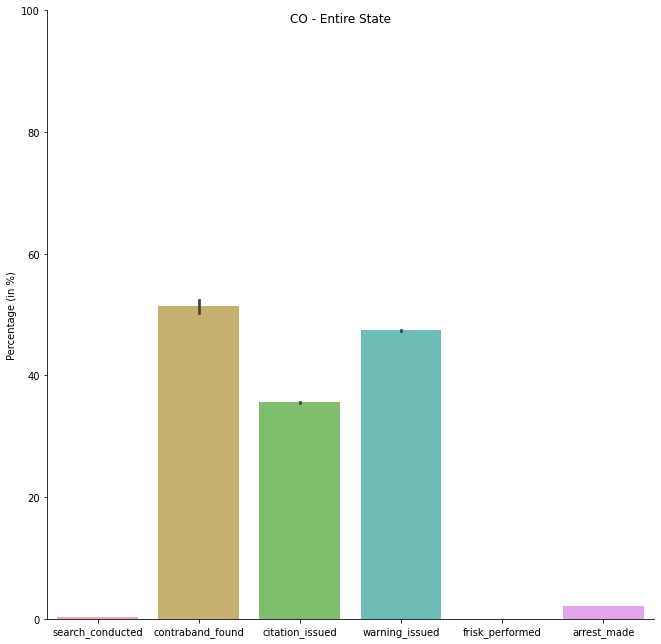 CO - Entire State
100
80
60
40
20
0
Percentage (in %)
search_conducted contraband_found citation_issued warning_issued frisk_performed arrest_made